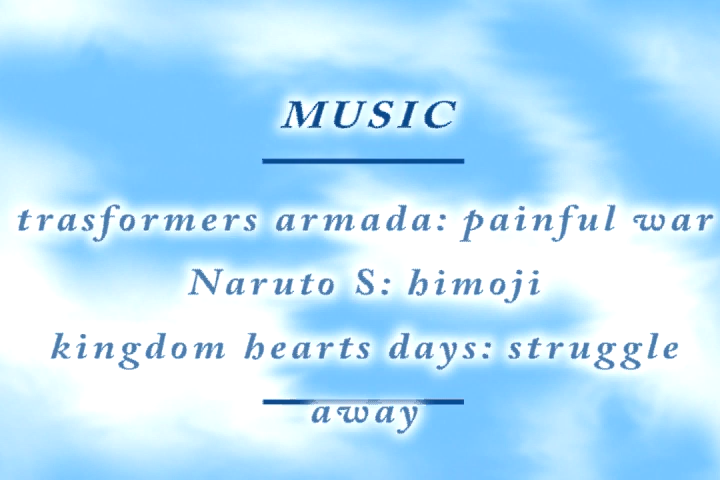 MUSIC
trasformers armada: painful war
Naruto S: himoji
kingdom hearts days: struggle
away